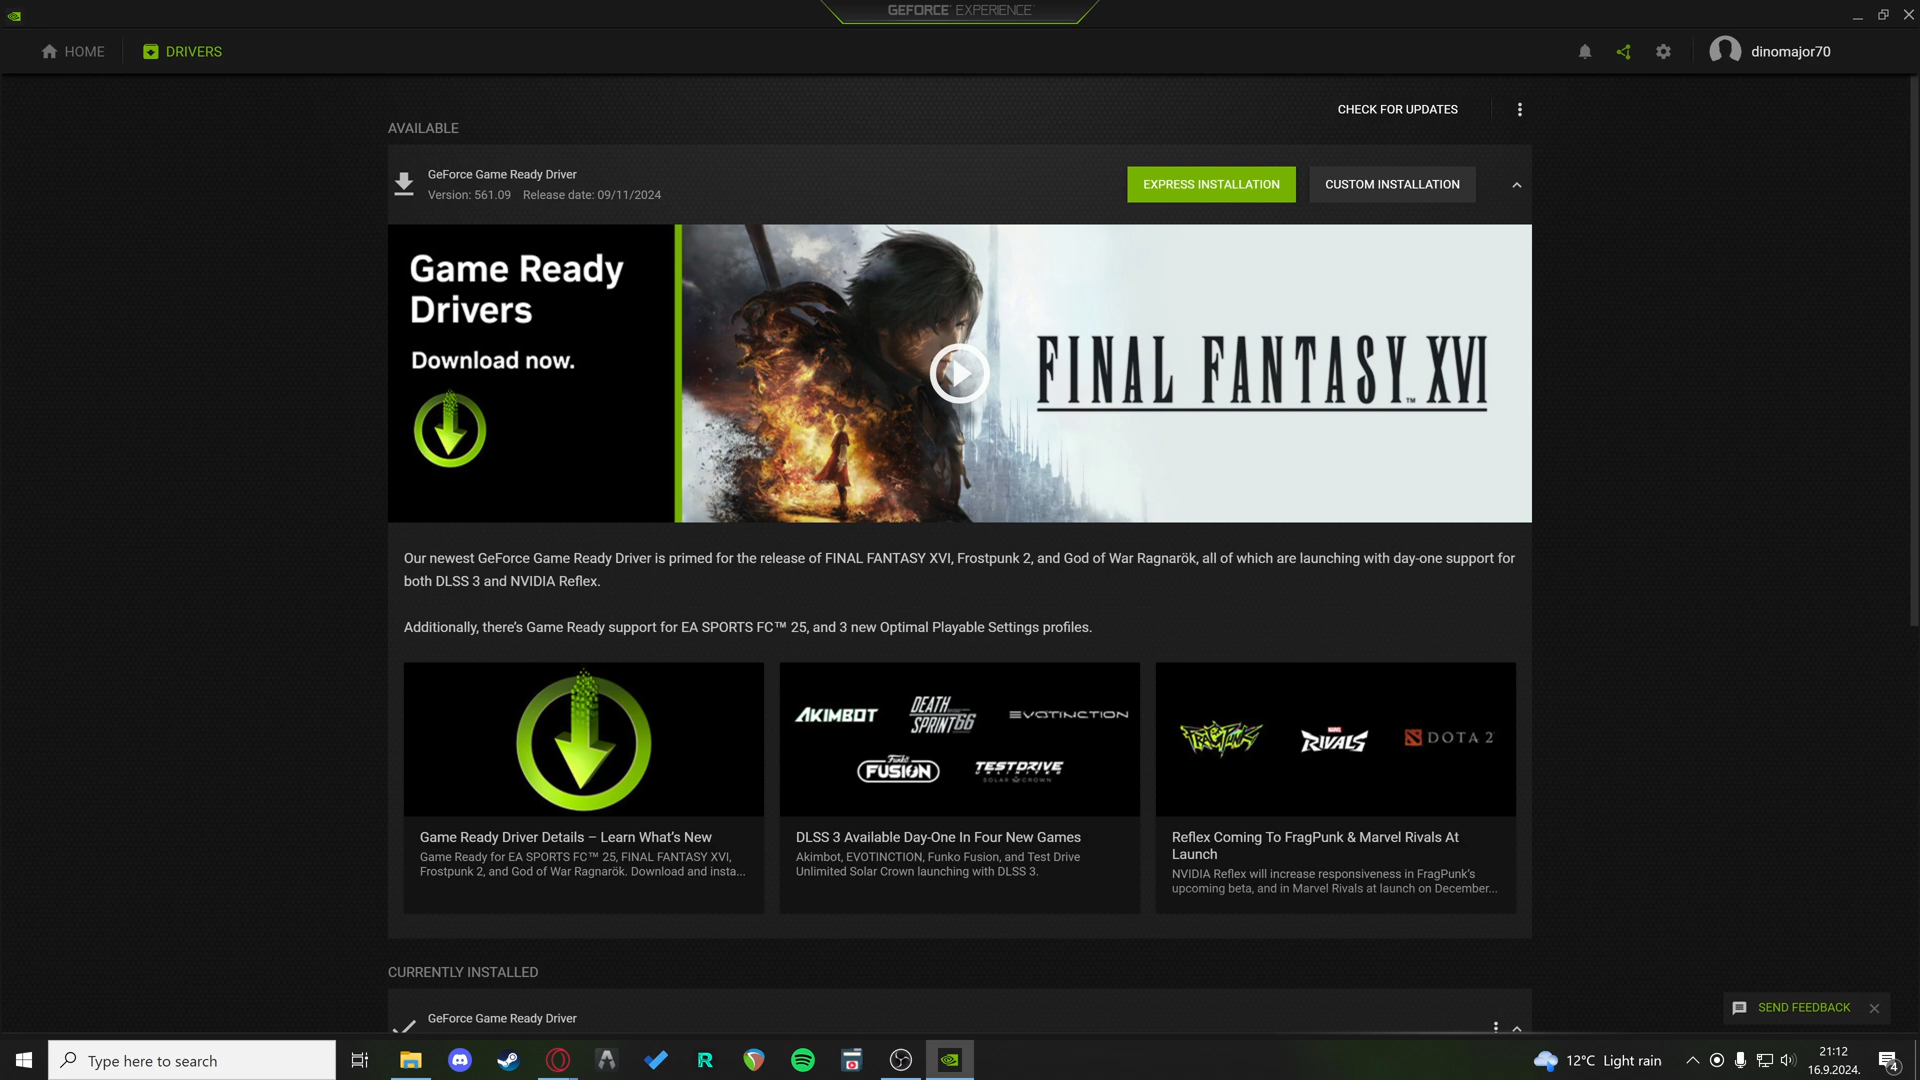 GEFORCE EXPERIENCE
HOME
DRIVERS
dinomajor70
CHECK FOR UPDATES
AVAILABLE
GeForce Game Ready Driver
Version: 561.09 Release date: 09/11/2024
EXPRESS INSTALLATION
CUSTOM INSTALLATION
Game Ready
Drivers
Download now.
FINAL FANTASY™ XVI
Our newest GeForce Game Ready Driver is primed for the release of FINAL FANTASY XVI, Frostpunk 2, and God of War Ragnarök, all of which are launching with day-one support for
both DLSS 3 and NVIDIA Reflex.
Additionally, there's Game Ready support for EA SPORTS FC™ 25, and 3 new Optimal Playable Settings profiles.
AKIMBOT
DEATH
SPRINT 66
EVOTINCTION
Funko
FUSION
TESTDRIVE
UNLIMITED
SOLAR CROWN
FRAGPUNK
MARVEL
RIVALS
DOTA 2
Game Ready Driver Details – Learn What's New
Game Ready for EA SPORTS FC™ 25, FINAL FANTASY XVI,
Frostpunk 2, and God of War Ragnarök. Download and insta...
DLSS 3 Available Day-One In Four New Games
Akimbot, EVOTINCTION, Funko Fusion, and Test Drive
Unlimited Solar Crown launching with DLSS 3.
Reflex Coming To FragPunk & Marvel Rivals At
Launch
NVIDIA Reflex will increase responsiveness in FragPunk's
upcoming beta, and in Marvel Rivals at launch on December...
CURRENTLY INSTALLED
GeForce Game Ready Driver
SEND FEEDBACK
Type here to search
12°C Light rain
21:12
16.9.2024.
4